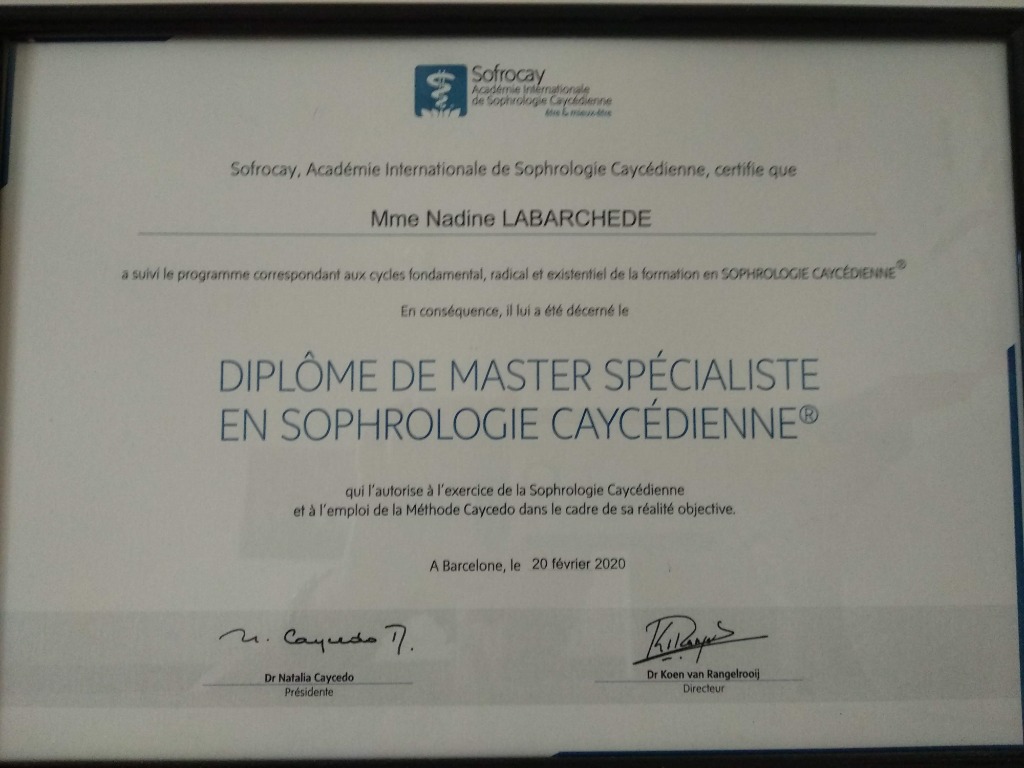 Sofrocay
Académie Internationale
de Sophrologie Caycédienne
être & mieux-être
Sofrocay, Académie Internationale de Sophrologie Caycédienne, certifie que
Mme Nadine LABARCHEDE
a suivi le programme correspondant aux cycles fondamental, radical et existentiel de la formation en SOPHROLOGIE CAYCÉDIENNE®
En conséquence, il lui a été décerné le
DIPLÔME DE MASTER SPÉCIALISTE
EN SOPHROLOGIE CAYCÉDIENNE®
qui l'autorise à l'exercice de la Sophrologie Caycédienne
et à l'emploi de la Méthode Caycedo dans le cadre de sa réalité objective.
A Barcelone, le 20 février 2020
N. Caycedo D.
Dr Natalia Caycedo
Présidente
Dr Koen van Rangelrooij
Directeur